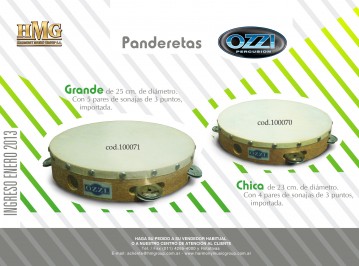 HMG
Panderetas
OZZI
PERCUSION
Grande de 25 cm. de diámetro.
Con 5 pares de sonajas de 3 puntos,
importada.
cod.100071
cod.100070
OZZI
Chica de 23 cm. de diámetro.
Con 4 pares de sonajas de 3 puntos,
importada.
INGRESO ENERO 2013
HAGA SU PEDIDO A SU VENDEDOR HABITUAL
O A NUESTRO CENTRO DE ATENCIÓN AL CLIENTE